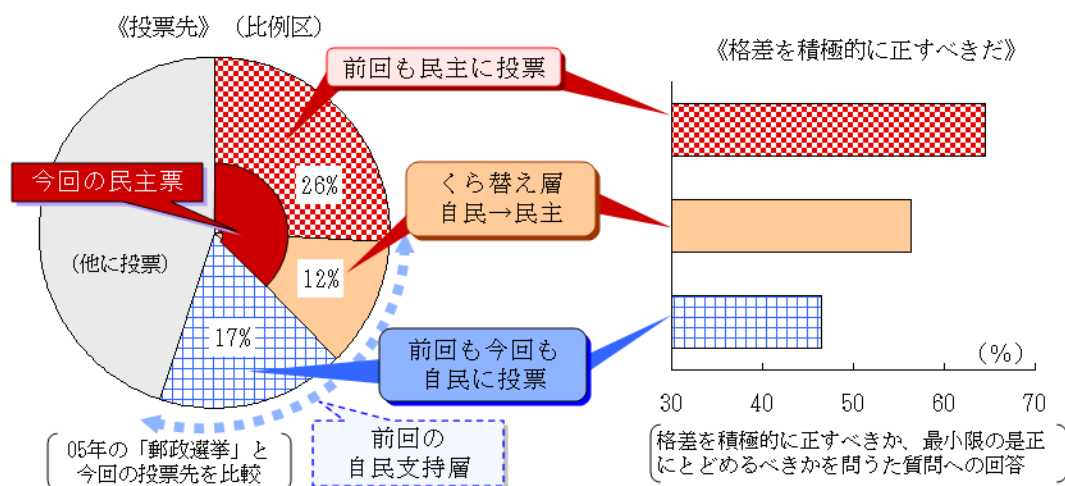 《投票先》（比例区）
前回も民主に投票
26%
今回の民主票
くら替え層
自民→民主
(他に投票)
12%
17%
前回も今回も
自民に投票
前回の
自民支持層
05年の「郵政選挙」と
今回の投票先を比較
《格差を積極的に正すべきだ》
(%)
30 40 50 60 70
格差を積極的に正すべきか、最小限の是正
にとどめるべきかを問うた質問への回答